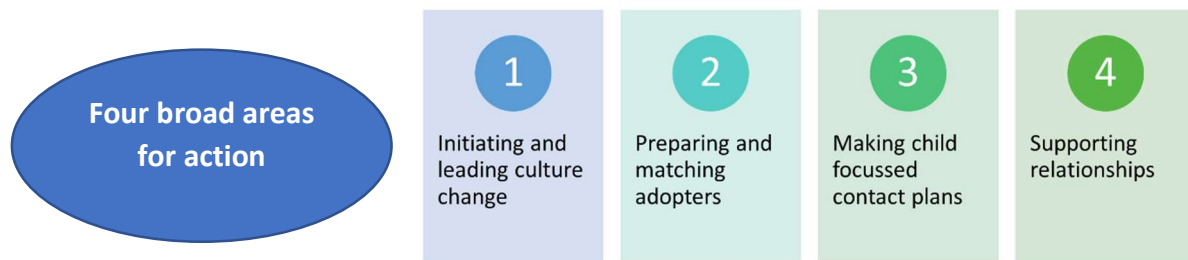 Four broad areas
for action
1
Initiating and
leading culture
change
2
Preparing and
matching
adopters
3
Making child
focussed
contact plans
4
Supporting
relationships